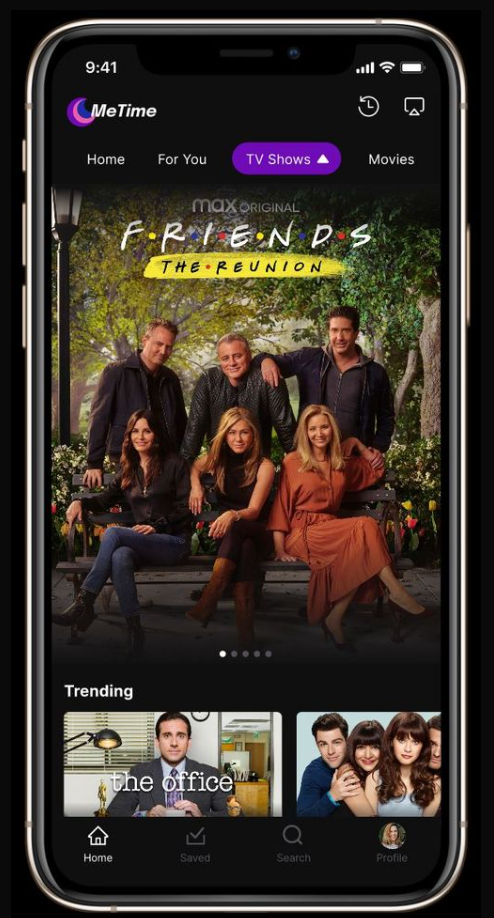 9:41
MeTime
Home For You TV Shows Movies
max ORIGINAL
F•R•I•E•N•D•S
THE•REUNION
Trending
the office
Home Saved Search Profile